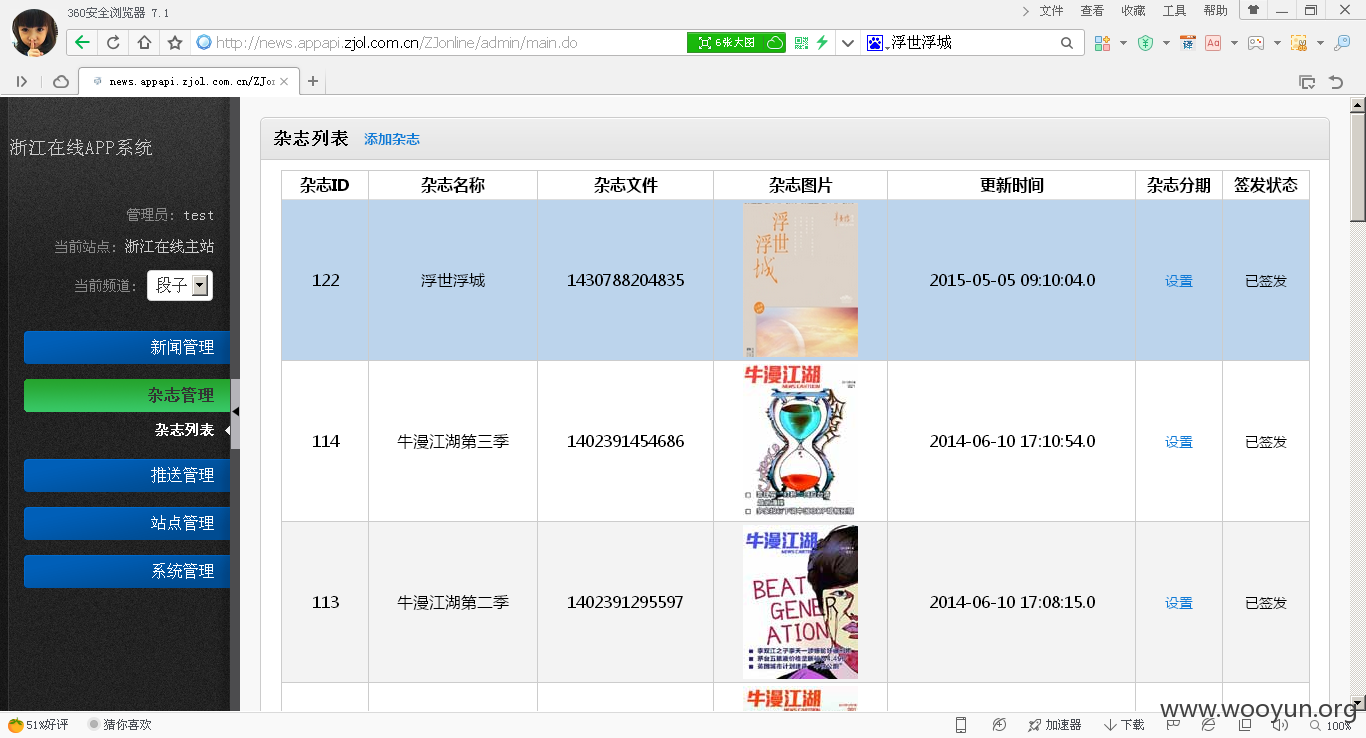 360安全浏览器 7.1
文件 查看 收藏 工具 帮助
http://news.appapi.zjol.com.cn/ZJonline/admin/main.do
6张大图
浮世浮城
news.appapi.zjol.com.cn/ZJon
浙江在线APP系统
管理员: test
当前站点: 浙江在线主站
当前频道: 段子
新闻管理
杂志管理
杂志列表
推送管理
站点管理
系统管理
杂志列表 添加杂志
杂志ID 杂志名称 杂志文件 杂志图片 更新时间 杂志分期 签发状态
122 浮世浮城 1430788204835 2015-05-05 09:10:04.0 设置 已签发
浮世浮城
114 牛漫江湖第三季 1402391454686 2014-06-10 17:10:54.0 设置 已签发
牛漫江湖
113 牛漫江湖第二季 1402391295597 2014-06-10 17:08:15.0 设置 已签发
牛漫江湖
BEAT
GENER
ATION
牛漫江湖
www.wooyun.org
51%好评 猜你喜欢
加速器 下载 100%